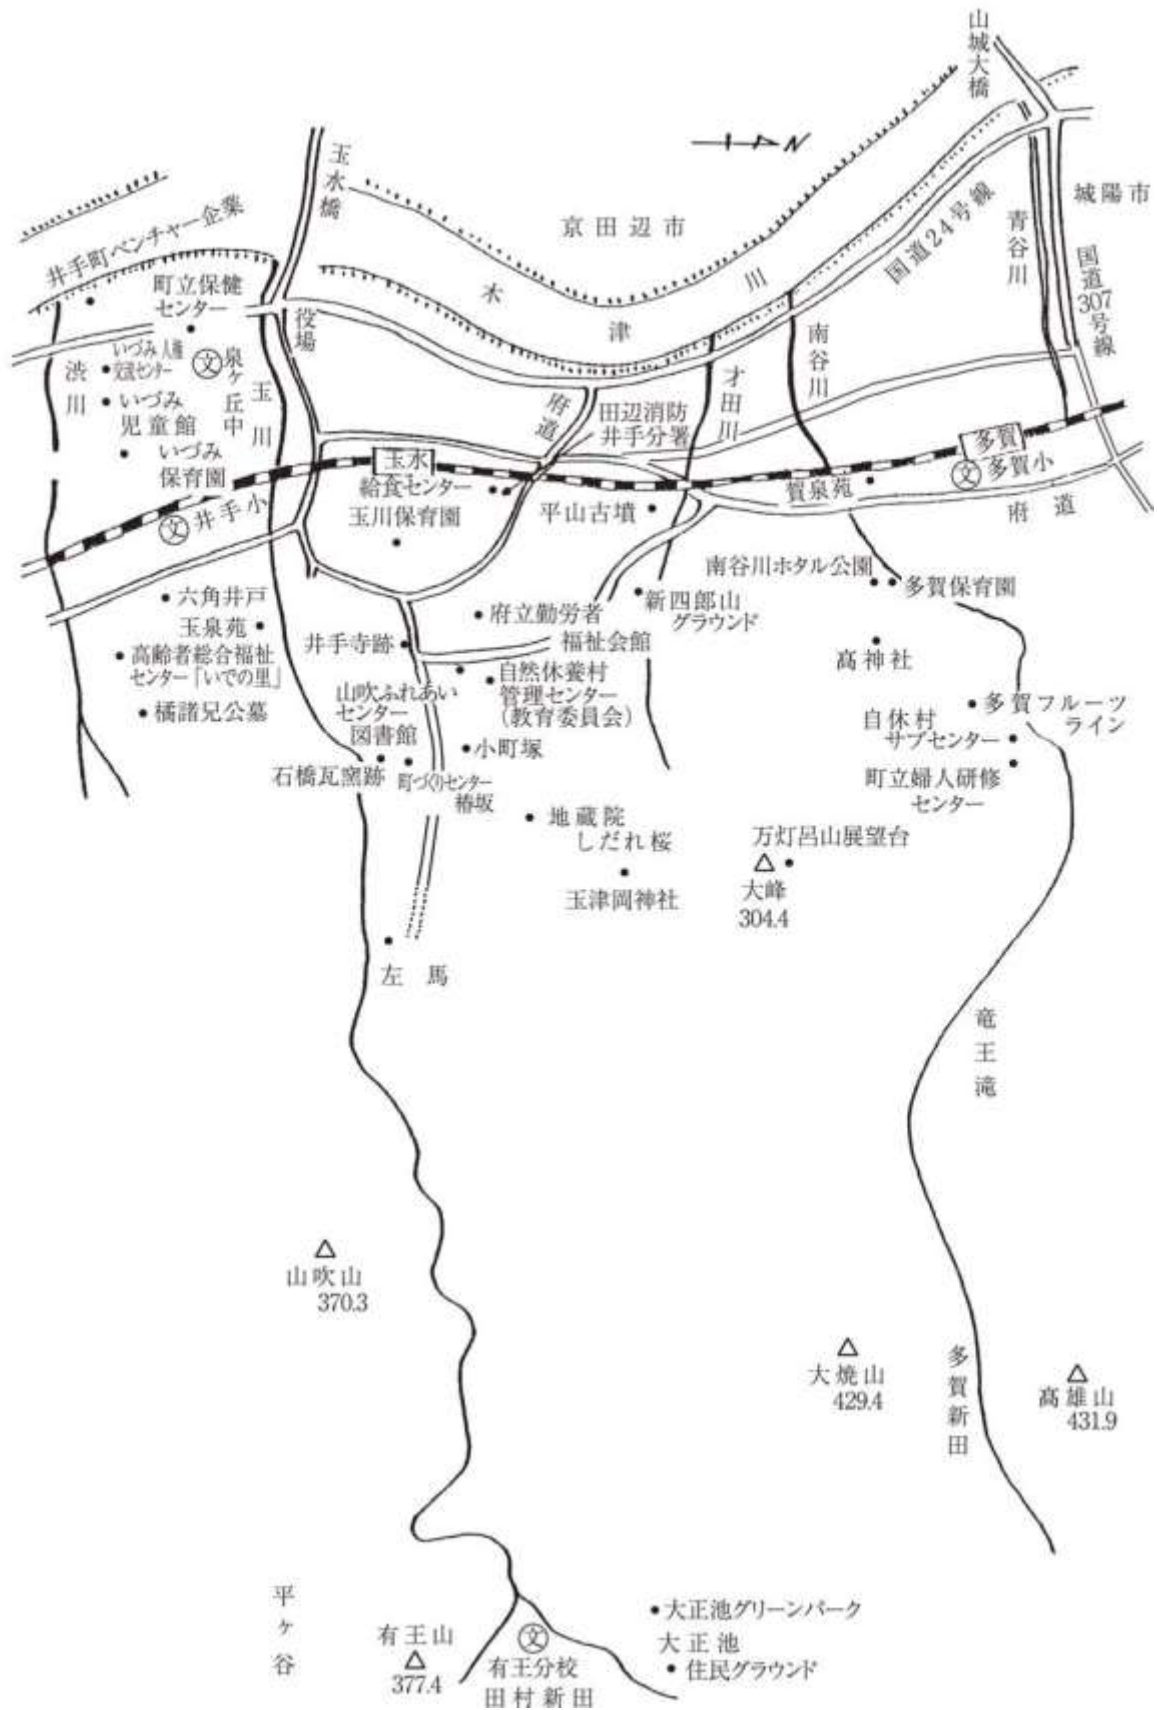 山城大橋
N
玉水橋
城陽市
京田辺市
国道24号線
青谷川
井手町ベンチャー企業
木津川
国道
307
号線
町立保健
センター
役場
南谷川
いづみ人権
交流センター
文
泉ヶ丘中
渋川
玉川
才田川
いづみ
児童館
府道
田辺消防
井手分署
いづみ
保育園
玉水
多賀
文
多賀小
給食センター
賀泉苑
文
井手小
玉川保育園
平山古墳
府道
南谷川ホタル公園
多賀保育園
六角井戸
新四郎山
グラウンド
府立勤労者
福祉会館
玉泉苑
井手寺跡
高齢者総合福祉
センター「いでの里」
髙神社
自然休養村
管理センター
(教育委員会)
山吹ふれあい
センター
図書館
橘諸兄公墓
多賀フルーツ
ライン
自休村
サブセンター
小町塚
石橋瓦窯跡
町づくりセンター
椿坂
町立婦人研修
センター
地蔵院
しだれ桜
万灯呂山展望台
大峰
304.4
玉津岡神社
左馬
竜王滝
山吹山
370.3
大焼山
429.4
多賀新田
髙雄山
431.9
平ヶ谷
大正池グリーンパーク
有王山
377.4
文
有王分校
田村新田
大正池
住民グラウンド